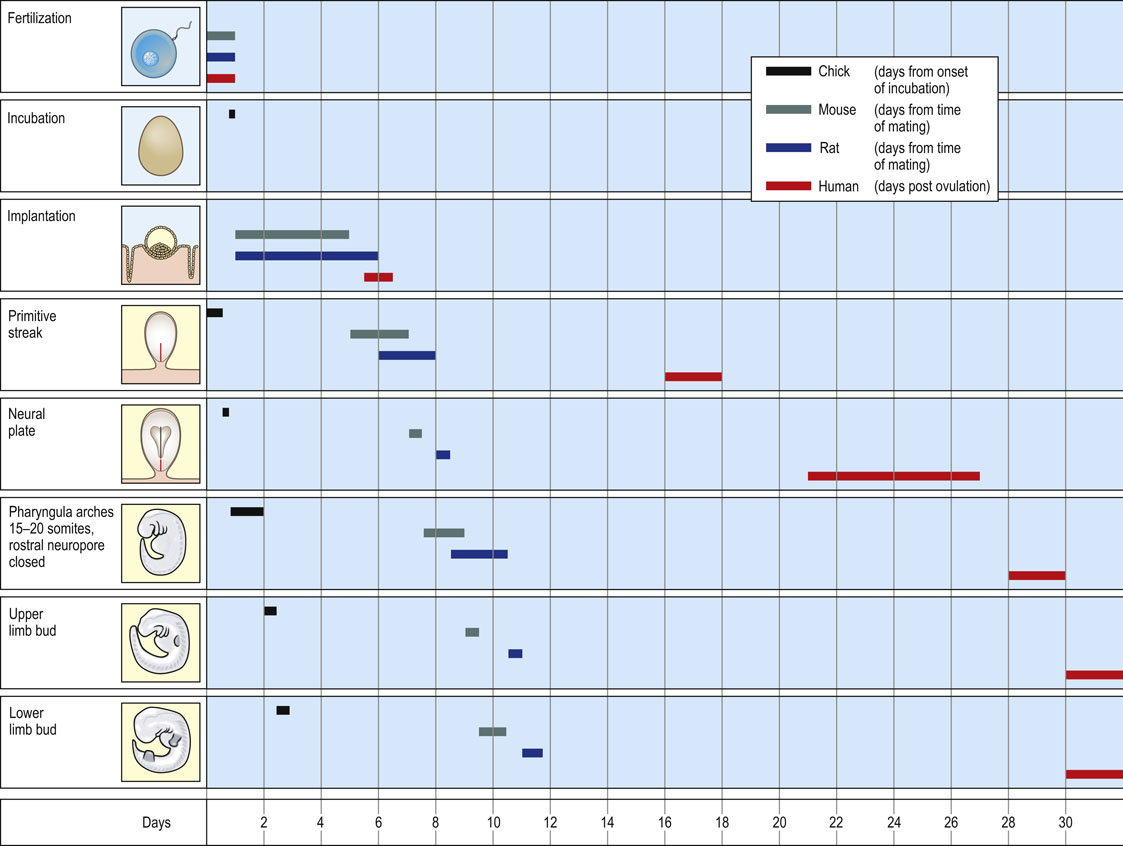 Fertilization
Chick (days from onset
of incubation)
Mouse (days from time
of mating)
Rat (days from time
of mating)
Human (days post ovulation)
Incubation
Implantation
Primitive
streak
Neural
plate
Pharyngula arches
15–20 somites,
rostral neuropore
closed
Upper
limb bud
Lower
limb bud
Days 2 4 6 8 10 12 14 16 18 20 22 24 26 28 30